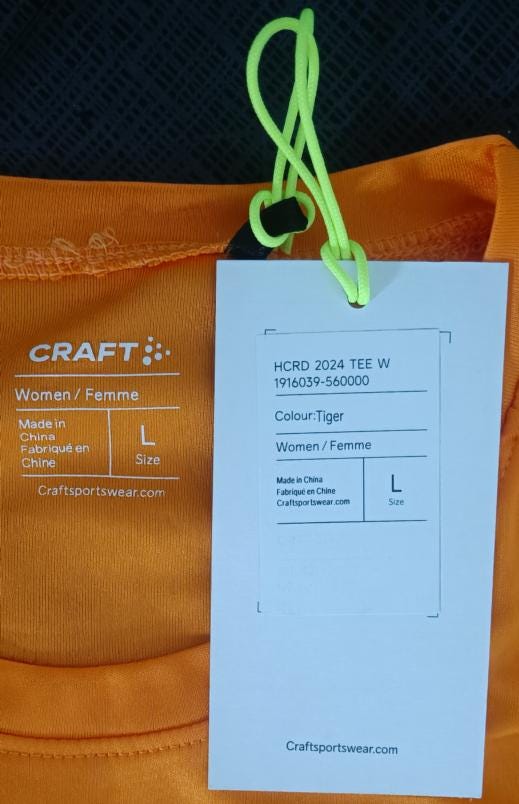 CRAFT
Women / Femme
Made in
China
Fabriqué en
Chine
L
Size
Craftsportswear.com
HCRD 2024 TEE W
1916039-560000
Colour:Tiger
Women / Femme
Made in China
Fabriqué en Chine
Craftsportswear.com
L
Size
Craftsportswear.com